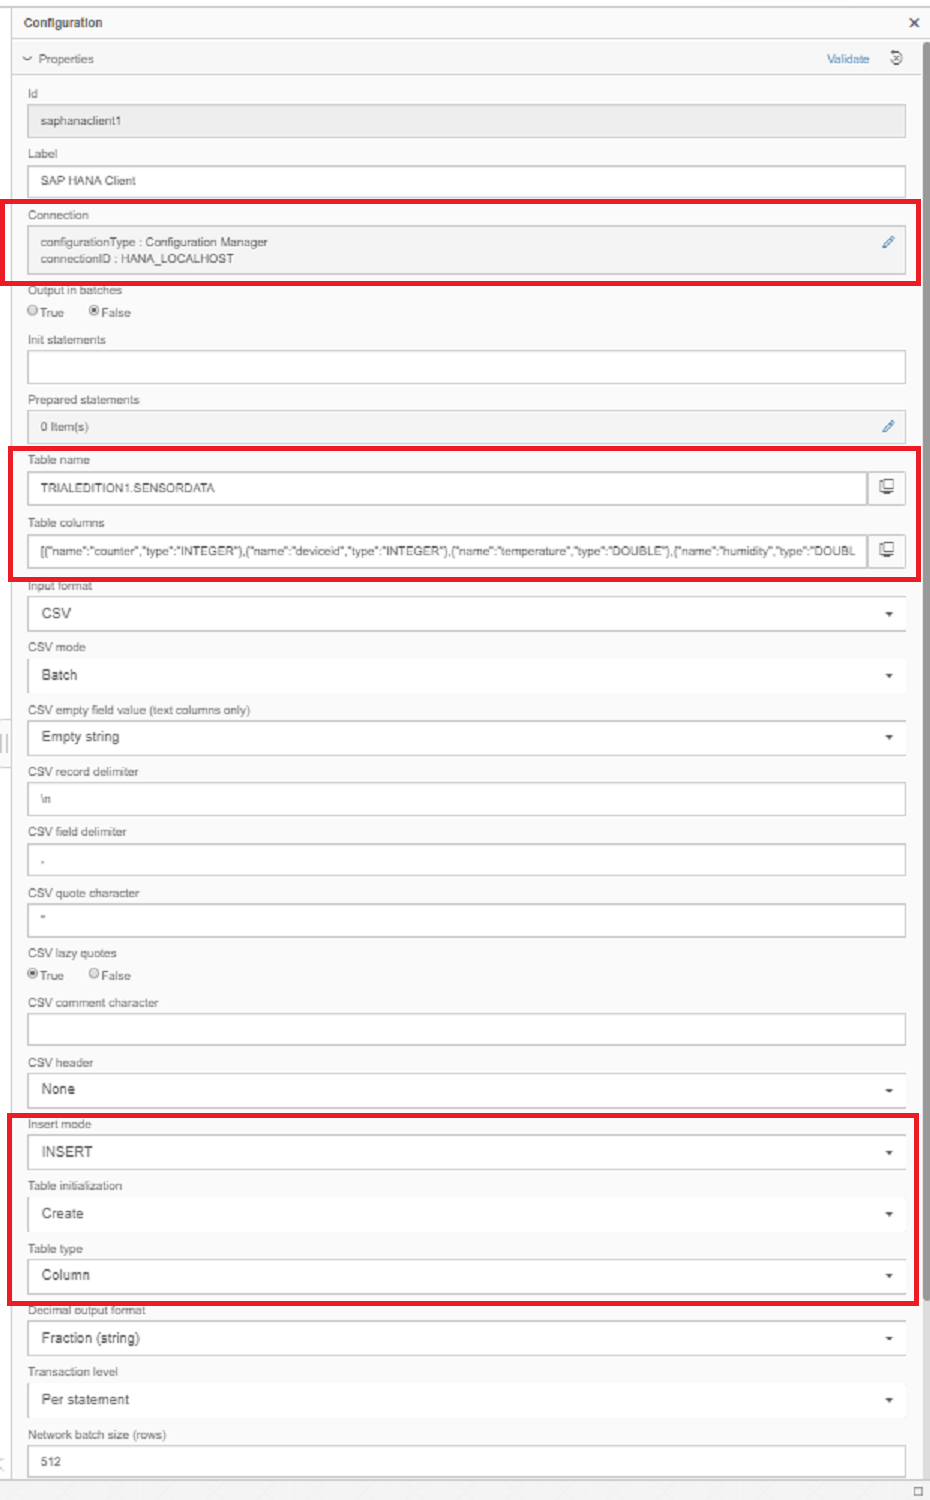 Configuration
Properties
Validate
Id
saphanaclient1
Label
SAP HANA Client
Connection
configurationType : Configuration Manager
connectionID : HANA_LOCALHOST
Output in batches
True False
Init statements
Prepared statements
0 Item(s)
Table name
TRIALEDITION1.SENSORDATA
Table columns
[{"name":"counter","type":"INTEGER"},{"name":"deviceid","type":"INTEGER"},{"name":"temperature","type":"DOUBLE"},{"name":"humidity","type":"DOUBL
Input format
CSV
CSV mode
Batch
CSV empty field value (text columns only)
Empty string
CSV record delimiter
\n
CSV field delimiter
,
CSV quote character
"
CSV lazy quotes
True False
CSV comment character
CSV header
None
Insert mode
INSERT
Table initialization
Create
Table type
Column
Decimal output format
Fraction (string)
Transaction level
Per statement
Network batch size (rows)
512